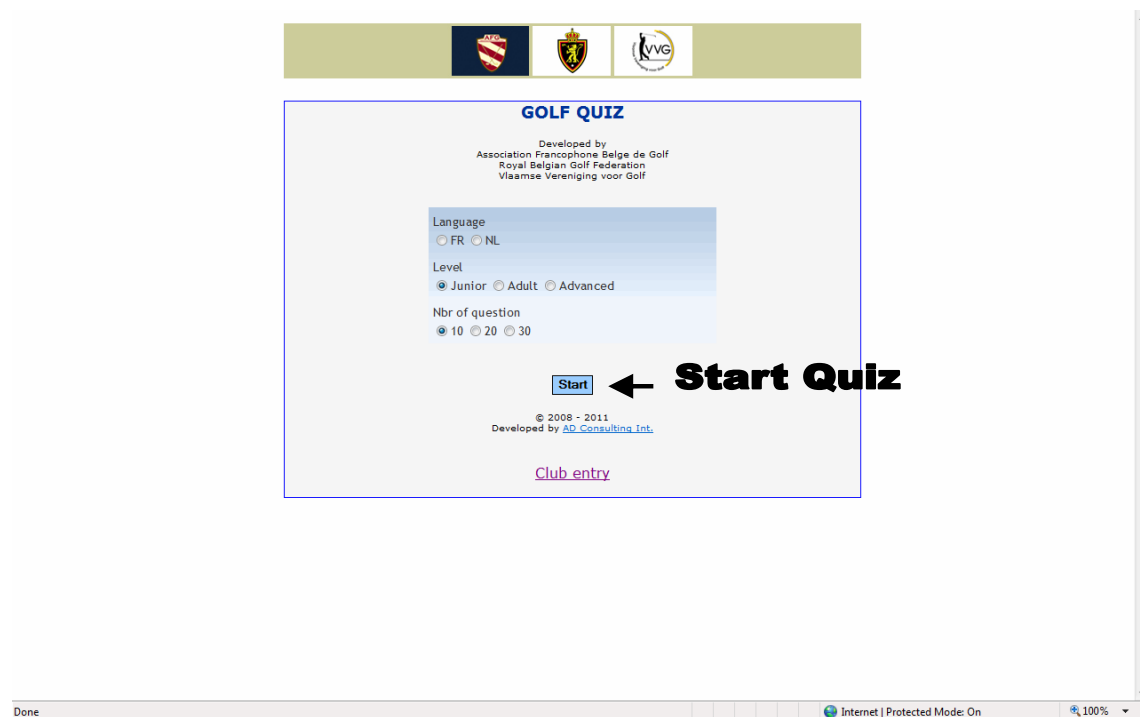 AFG
VVG
GOLF QUIZ
Developed by
Association Francophone Belge de Golf
Royal Belgian Golf Federation
Vlaamse Vereniging voor Golf
Language
FR NL
Level
Junior Adult Advanced
Nbr of question
10 20 30
Start
Start Quiz
© 2008 - 2011
Developed by AD Consulting Int.
Club entry
Done
Internet | Protected Mode: On
100%